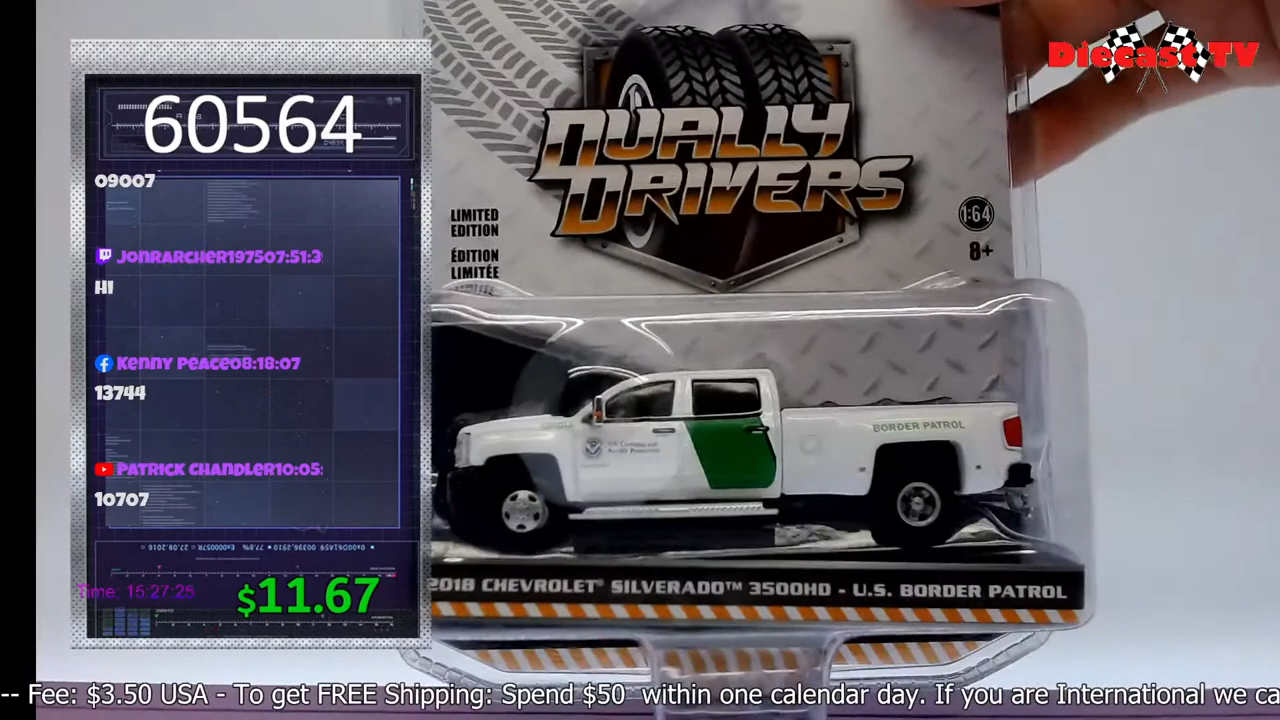 60564
09007
JonRArcher197507:51:3
HI
Kenny Peace08:18:07
13744
Patrick Chandler10:05:
10707
Time: 15:27:25
$11.67
Diecast TV
DUALLY
DRIVERS
LIMITED
EDITION
ÉDITION
LIMITÉE
1:64
8+
BORDER PATROL
2018 CHEVROLET® SILVERADO™ 3500HD - U.S. BORDER PATROL
-- Fee: $3.50 USA - To get FREE Shipping: Spend $50 within one calendar day. If you are International we ca